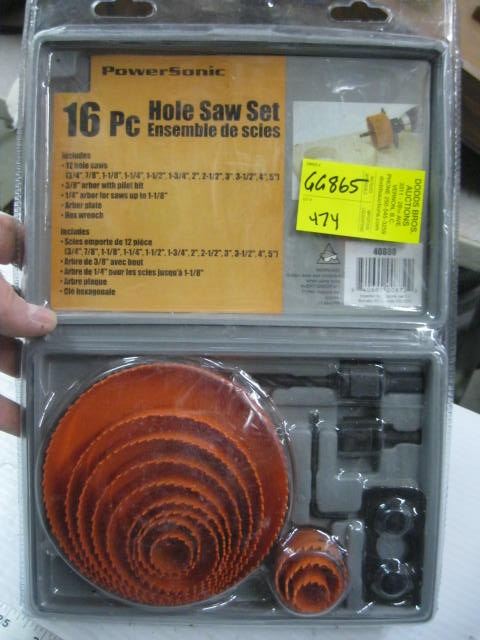 PowerSonic
16 Pc Hole Saw Set
Ensemble de scies
Includes
• 12 hole saws
(3/4", 7/8", 1-1/8", 1-1/4", 1-1/2", 1-3/4", 2", 2-1/2", 3", 3-1/2", 4", 5")
• 3/8" arbor with pilot bit
• 1/4" arbor for saws up to 1-1/8"
• Arbor plate
• Hex wrench
Includes
• Scies emporte de 12 pièce
(3/4", 7/8", 1-1/8", 1-1/4", 1-1/2", 1-3/4", 2", 2-1/2", 3", 3-1/2", 4", 5")
• Arbre de 3/8" avec bout
• Arbre de 1/4" pour les scies jusqu'à 1-1/8"
• Arbre plaque
• Clé hexagonale
GG865
474
DODDS BROS.
AUCTIONS
VERNON, B.C.